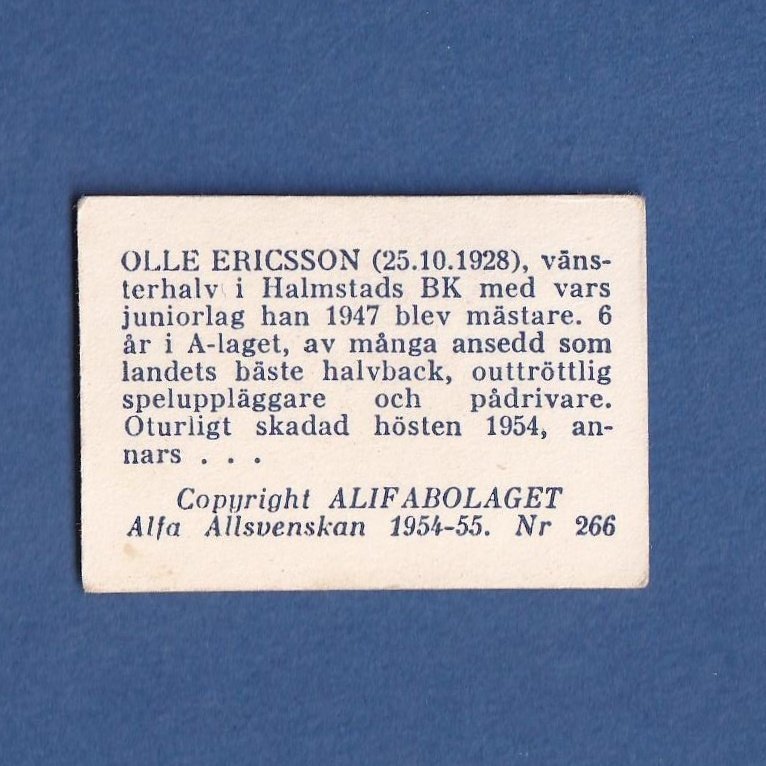 OLLE ERICSSON (25.10.1928), väns-
terhalv i Halmstads BK med vars
juniorlag han 1947 blev mästare. 6
år i A-laget, av många ansedd som
landets bäste halvback, outtröttlig
speluppläggare och pådrivare.
Oturligt skadad hösten 1954, an-
nars . . .
Copyright ALIFABOLAGET
Alfa Allsvenskan 1954-55. Nr 266